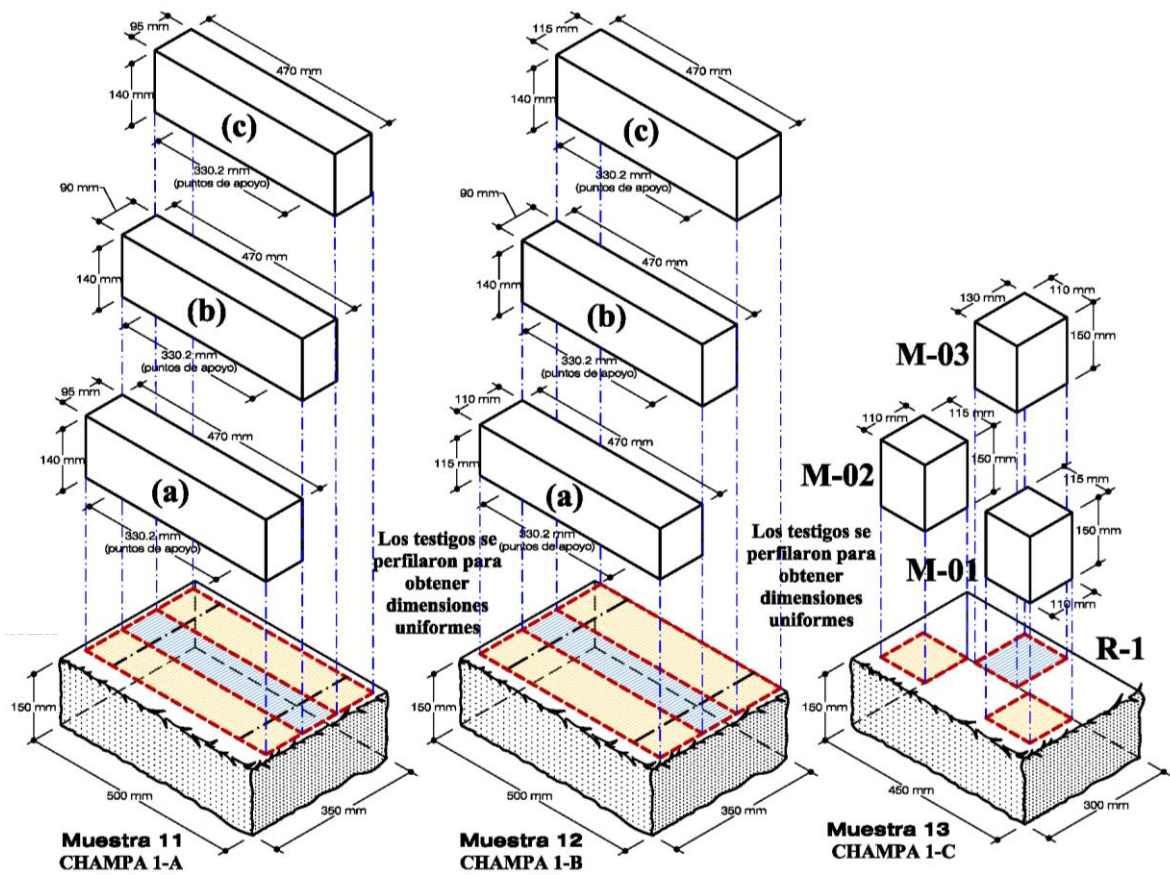 95 mm
470 mm
140 mm
(c)
330.2 mm
(puntos de apoyo)
90 mm
470 mm
140 mm
(b)
330.2 mm
(puntos de apoyo)
95 mm
470 mm
140 mm
(a)
330.2 mm
(puntos de apoyo)
150 mm
500 mm
350 mm
Muestra 11
CHAMPA 1-A
115 mm
470 mm
140 mm
(c)
330.2 mm
(puntos de apoyo)
90 mm
470 mm
140 mm
(b)
330.2 mm
(puntos de apoyo)
110 mm
470 mm
115 mm
(a)
330.2 mm
(puntos de apoyo)
Los testigos se
perfilaron para
obtener
dimensiones
uniformes
150 mm
500 mm
350 mm
Muestra 12
CHAMPA 1-B
130 mm
110 mm
150 mm
M-03
110 mm
115 mm
150 mm
M-02
115 mm
150 mm
M-01
110 mm
Los testigos se
perfilaron para
obtener
dimensiones
uniformes
R-1
150 mm
450 mm
300 mm
Muestra 13
CHAMPA 1-C